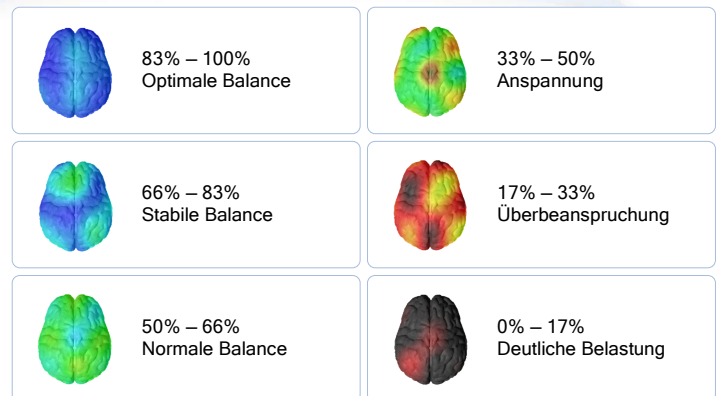 83% – 100%
Optimale Balance
33% – 50%
Anspannung
66% – 83%
Stabile Balance
17% – 33%
Überbeanspruchung
50% – 66%
Normale Balance
0% – 17%
Deutliche Belastung